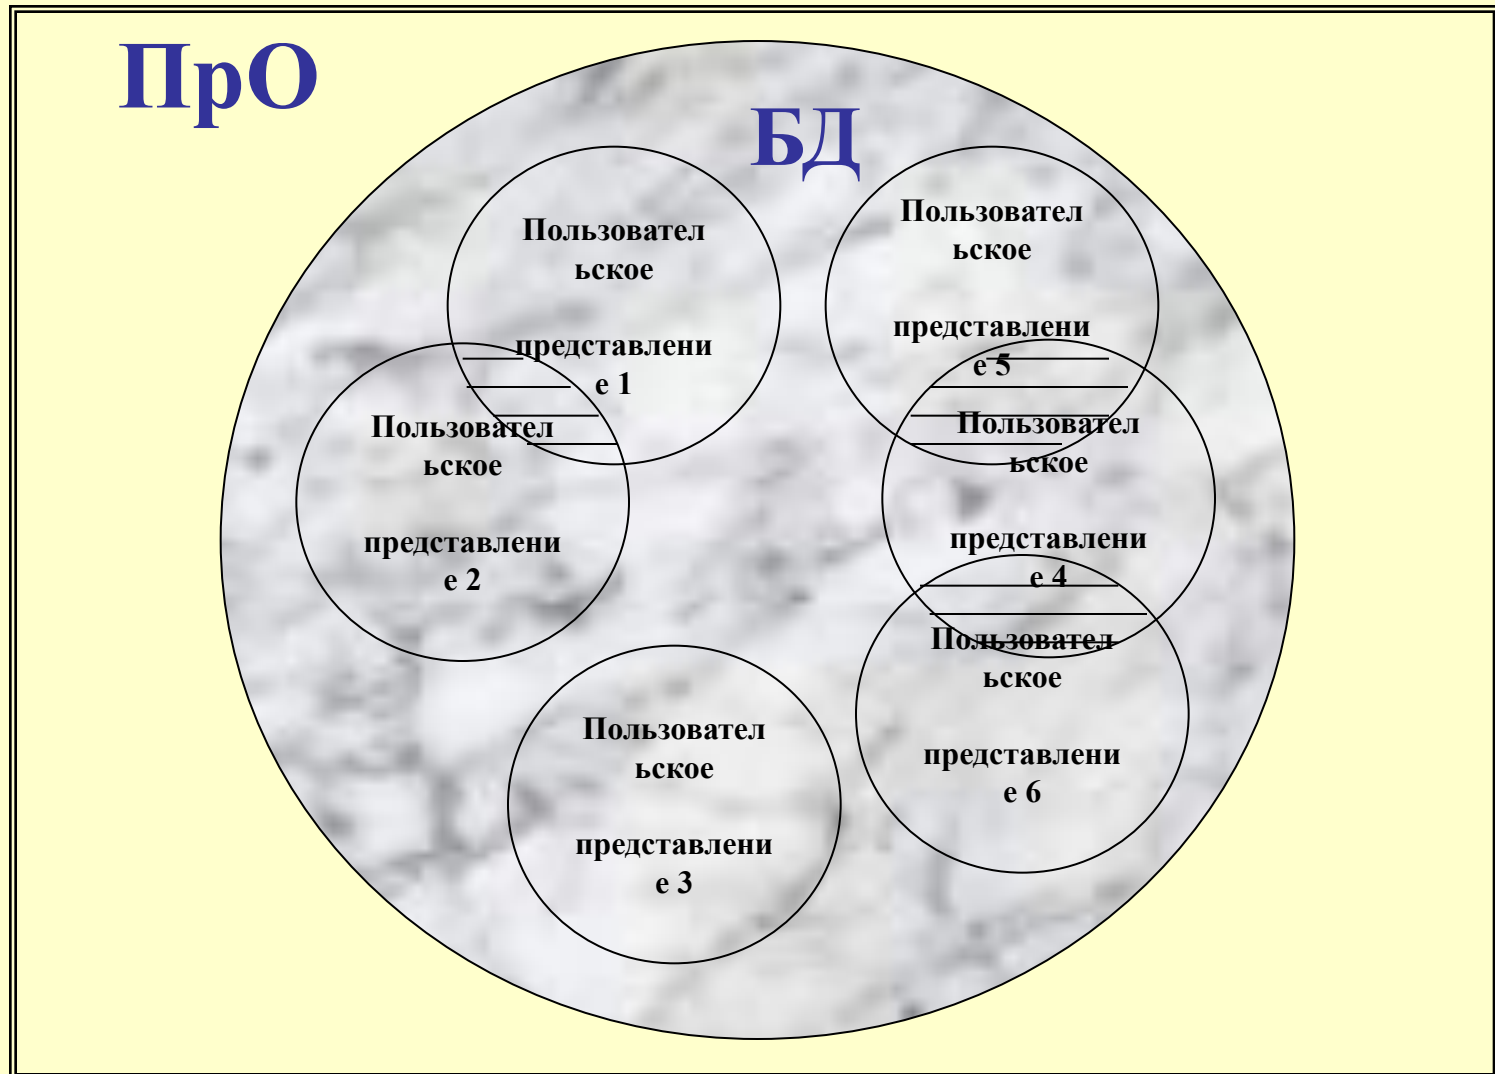 ПрО
БД
Пользовател
ьское
представлени
е 1
Пользовател
ьское
представлени
е 5
Пользовател
ьское
представлени
е 2
Пользовател
ьское
представлени
е 4
Пользовател
ьское
представлени
е 3
Пользовател
ьское
представлени
е 6